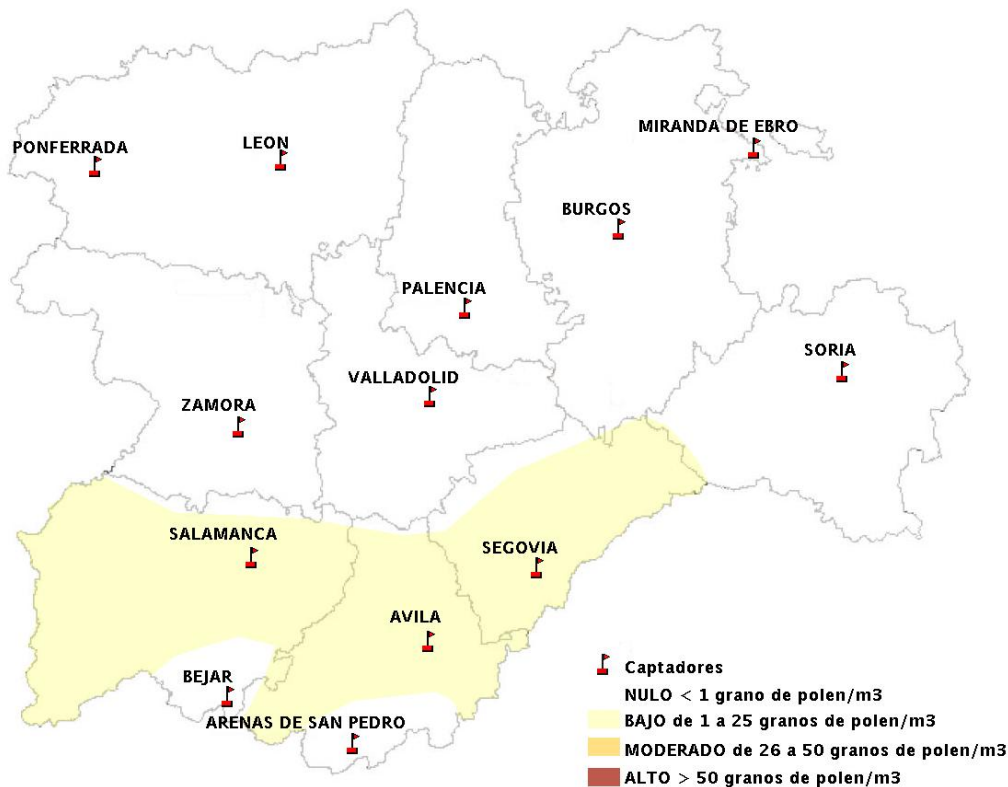 MIRANDA DE EBRO
PONFERRADA
LEON
BURGOS
PALENCIA
SORIA
VALLADOLID
ZAMORA
SALAMANCA
SEGOVIA
AVILA
BEJAR
ARENAS DE SAN PEDRO
Captadores
NULO < 1 grano de polen/m3
BAJO de 1 a 25 granos de polen/m3
MODERADO de 26 a 50 granos de polen/m3
ALTO > 50 granos de polen/m3